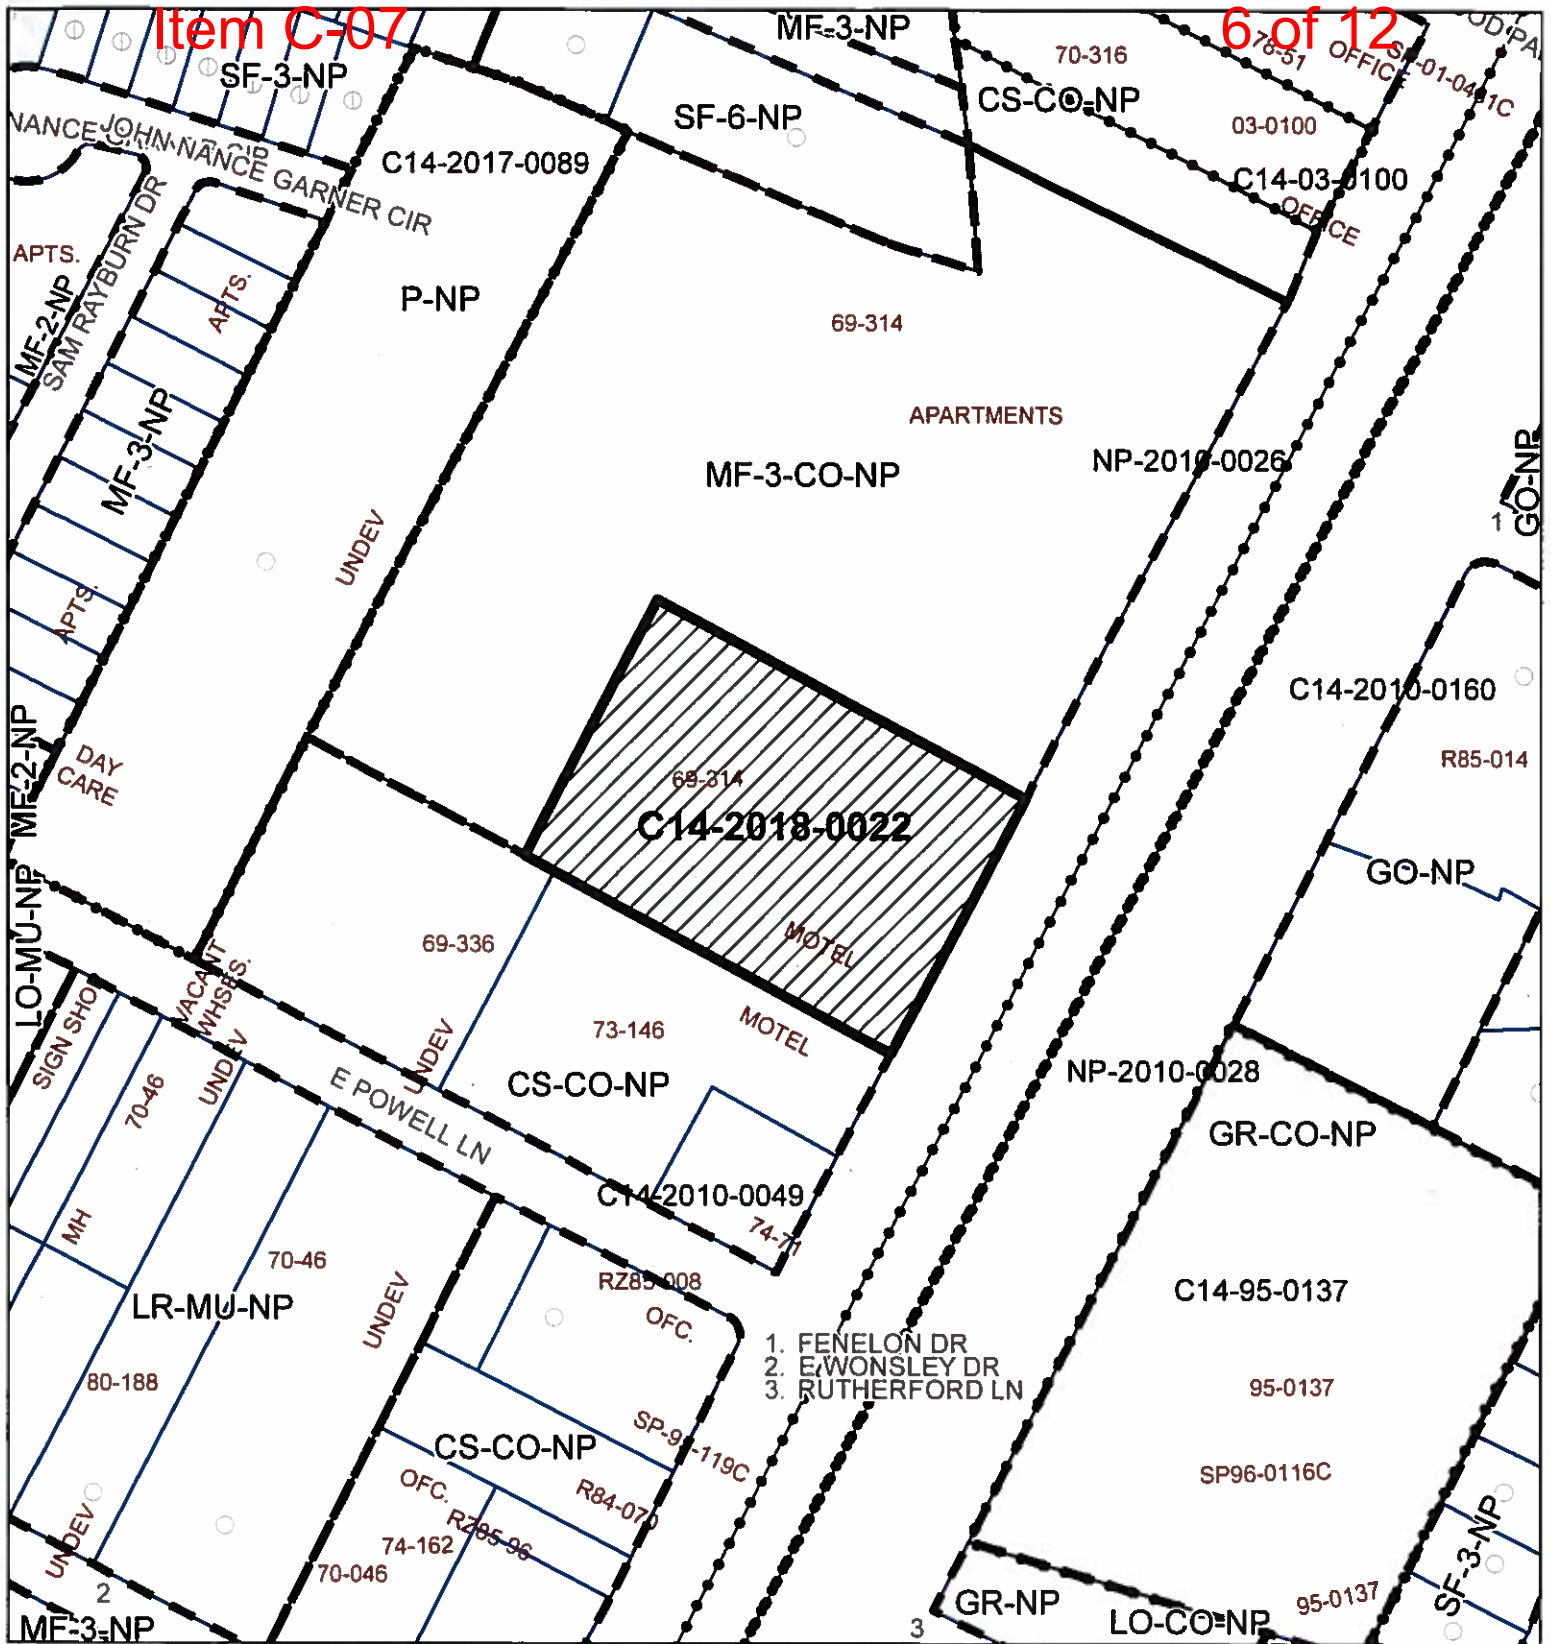 Item C-07
6 of 12
MF-3-NP
SF-3-NP
70-316
78-51
OFFICE
CS-CO-NP
SF-6-NP
03-0100
JOHN NANCE GARNER CIR
C14-2017-0089
C14-03-0100
OFFICE
SAM RAYBURN DR
APTS.
MF-2-NP
APTS.
P-NP
69-314
APARTMENTS
MF-3-NP
MF-3-CO-NP
NP-2010-0026
GO-NP
1
UNDEV
APTS.
C14-2010-0160
R85-014
MF-2-NP
DAY
CARE
69-314
C14-2018-0022
GO-NP
LO-MU-NP
69-336
MOTEL
VACANT
WHSES.
SIGN SHOP
MOTEL
73-146
UNDEV
UNDEV
NP-2010-0028
CS-CO-NP
E POWELL LN
70-46
GR-CO-NP
C14-2010-0049
74-71
MH
70-46
RZ85-008
C14-95-0137
LR-MU-NP
UNDEV
OFC.
1. FENELON DR
2. E WONSLEY DR
3. RUTHERFORD LN
80-188
95-0137
CS-CO-NP
SP96-0116C
OFC.
UNDEV
74-162
70-046
SF-3-NP
2
GR-NP
95-0137
LO-CO-NP
MF-3-NP
3